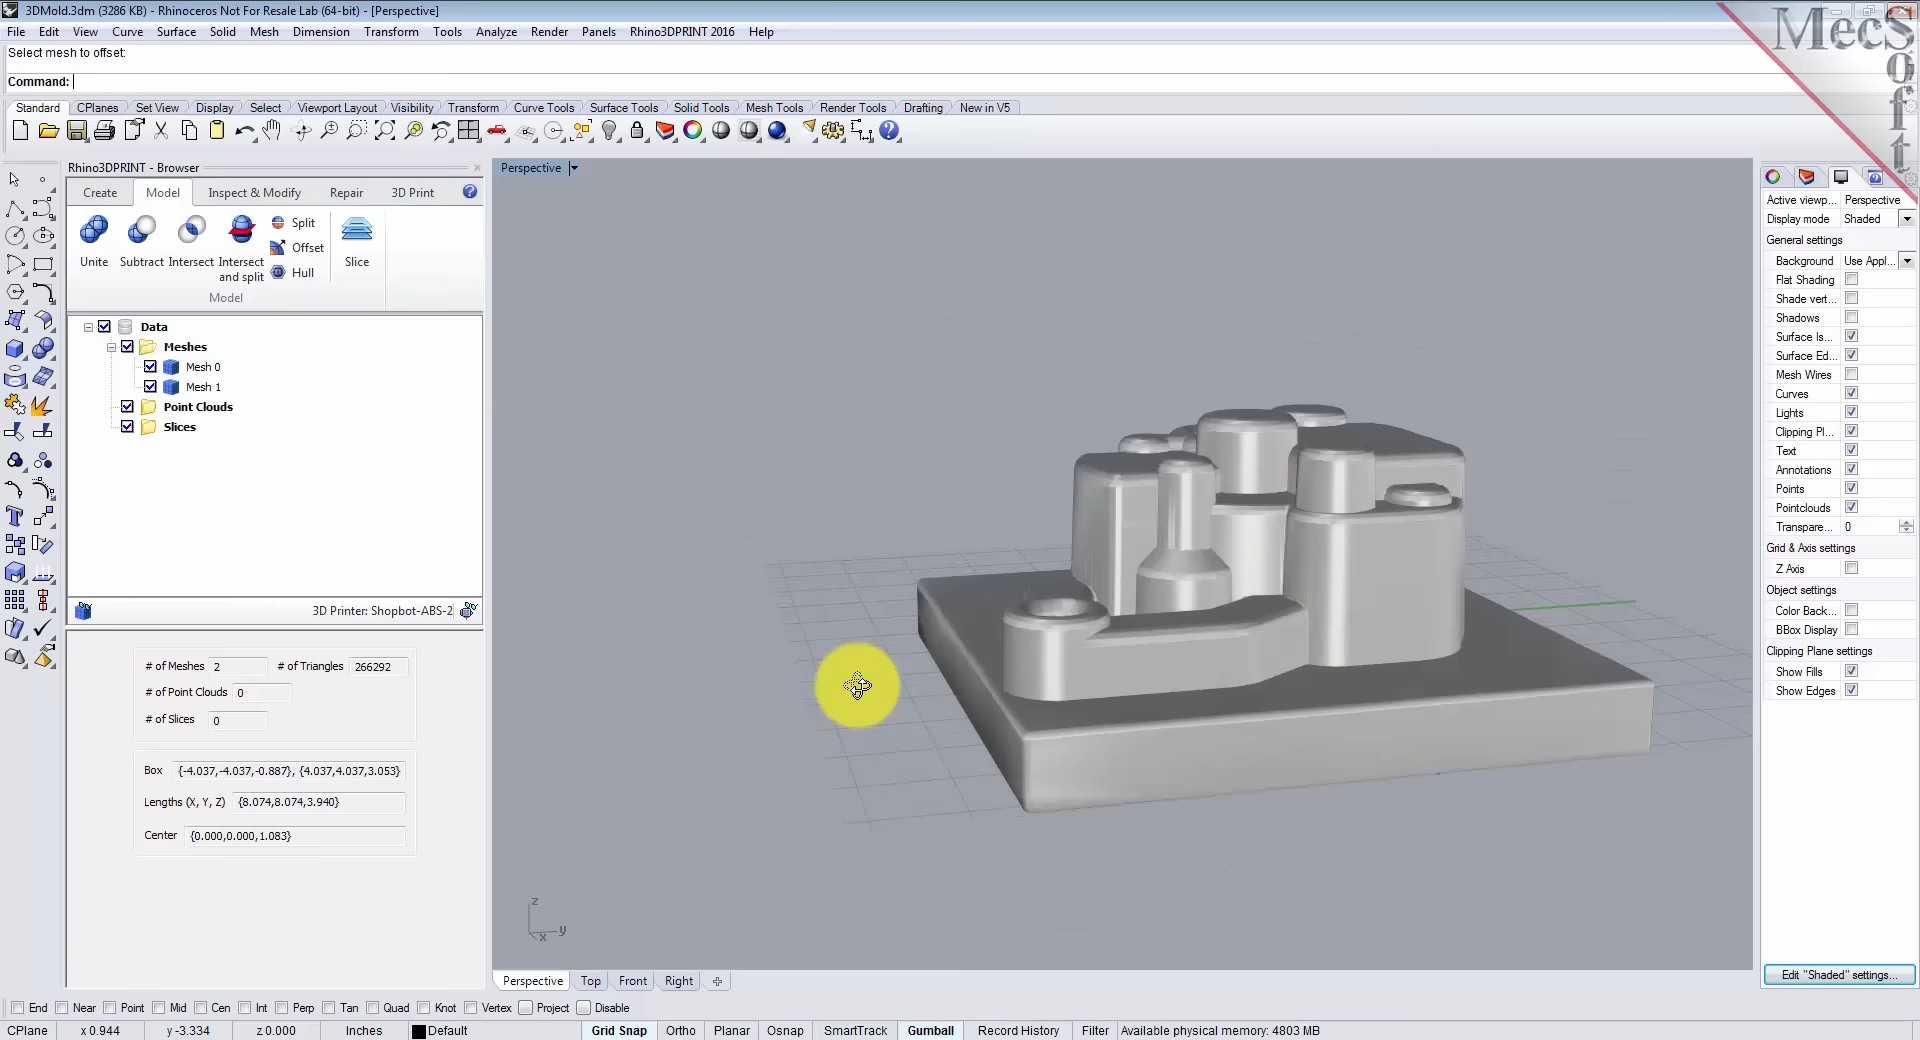 3DMold.3dm (3286 KB) - Rhinoceros Not For Resale Lab (64-bit) - [Perspective]
File Edit View Curve Surface Solid Mesh Dimension Transform Tools Analyze Render Panels Rhino3DPRINT 2016 Help
Select mesh to offset:
Command:
Standard CPlanes Set View Display Select Viewport Layout Visibility Transform Curve Tools Surface Tools Solid Tools Mesh Tools Render Tools Drafting New in V5
MecSoft
Rhino3DPRINT - Browser
Create Model Inspect & Modify Repair 3D Print
Unite Subtract Intersect Intersect and split Split Offset Hull Slice
Model
Data
Meshes
Mesh 0
Mesh 1
Point Clouds
Slices
3D Printer: Shopbot-ABS-2
# of Meshes 2 # of Triangles 266292
# of Point Clouds 0
# of Slices 0
Box {-4.037,-4.037,-0.887}, {4.037,4.037,3.053}
Lengths (X, Y, Z) {8.074,8.074,3.940}
Center {0.000,0.000,1.083}
Perspective
z
y
x
Perspective Top Front Right
Active viewp... Perspective
Display mode Shaded
General settings
Background Use Appl...
Flat Shading
Shade vert...
Shadows
Surface Is...
Surface Ed...
Mesh Wires
Curves
Lights
Clipping Pl...
Text
Annotations
Points
Pointclouds
Transpare... 0
Grid & Axis settings
Z Axis
Object settings
Color Back...
BBox Display
Clipping Plane settings
Show Fills
Show Edges
Edit "Shaded" settings...
End Near Point Mid Cen Int Perp Tan Quad Knot Vertex Project Disable
CPlane x 0.944 y -3.334 z 0.000 Inches Default Grid Snap Ortho Planar Osnap SmartTrack Gumball Record History Filter Available physical memory: 4803 MB